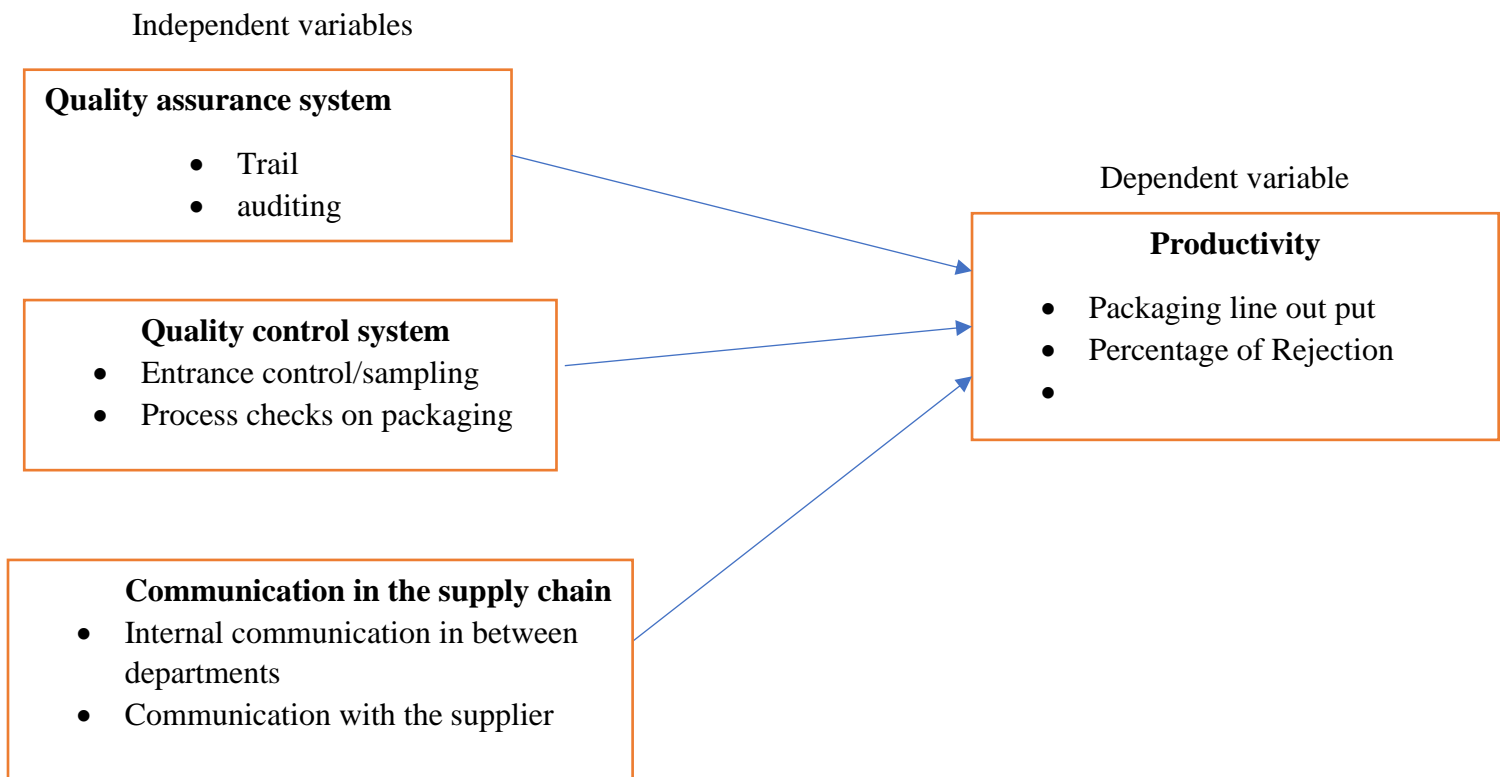 Independent variables
Quality assurance system
• Trail
• auditing
Quality control system
• Entrance control/sampling
• Process checks on packaging
Communication in the supply chain
• Internal communication in between
departments
• Communication with the supplier
Dependent variable
Productivity
• Packaging line out put
• Percentage of Rejection
•